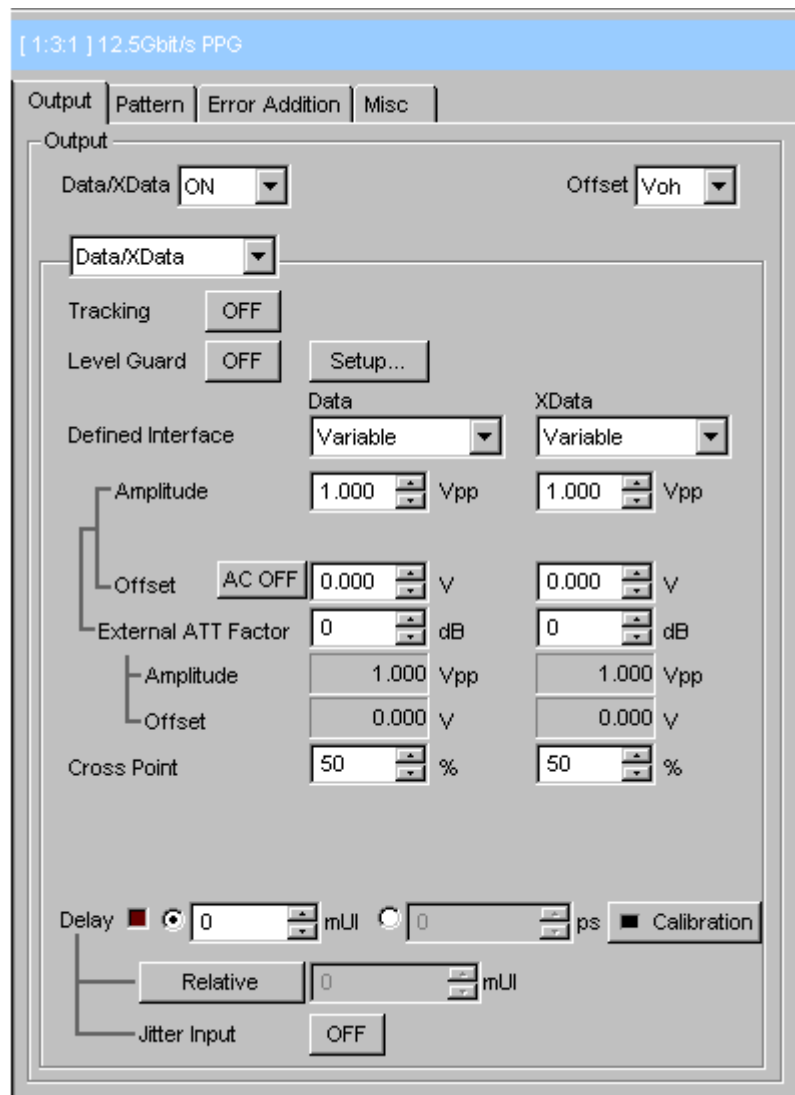 [ 1:3:1 ] 12.5Gbit/s PPG
Output Pattern Error Addition Misc
Output
Data/XData ON Offset Voh
Data/XData
Tracking OFF
Level Guard OFF Setup...
Data XData
Defined Interface Variable Variable
Amplitude 1.000 Vpp 1.000 Vpp
Offset AC OFF 0.000 V 0.000 V
External ATT Factor 0 dB 0 dB
Amplitude 1.000 Vpp 1.000 Vpp
Offset 0.000 V 0.000 V
Cross Point 50 % 50 %
Delay 0 mUI 0 ps Calibration
Relative 0 mUI
Jitter Input OFF